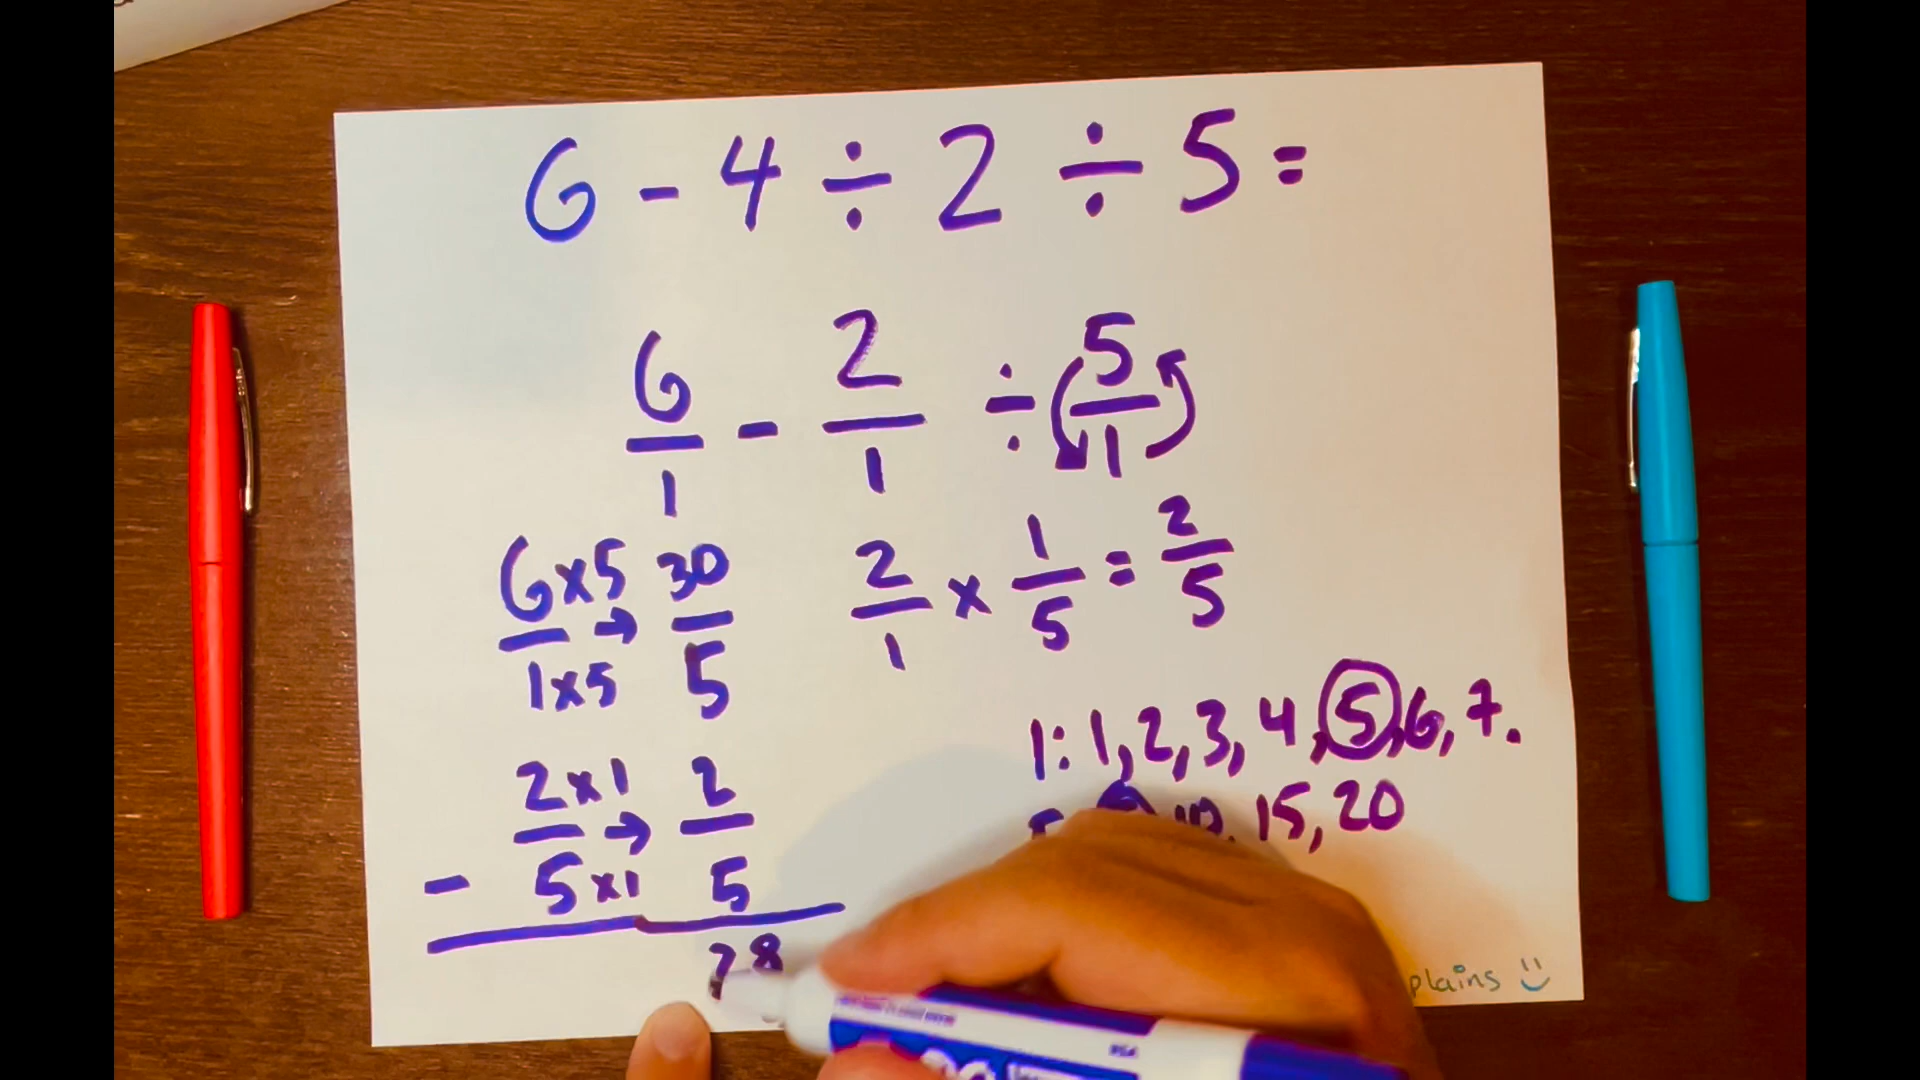 6 - 4 ÷ 2 ÷ 5 =
6/1 - 2/1 ÷ 5/1
6x5 → 30
1x5 5
2/1 x 1/5 = 2/5
1: 1, 2, 3, 4, 5, 6, 7.
15, 20
2x1 → 2
- 5x1 5
28
plains